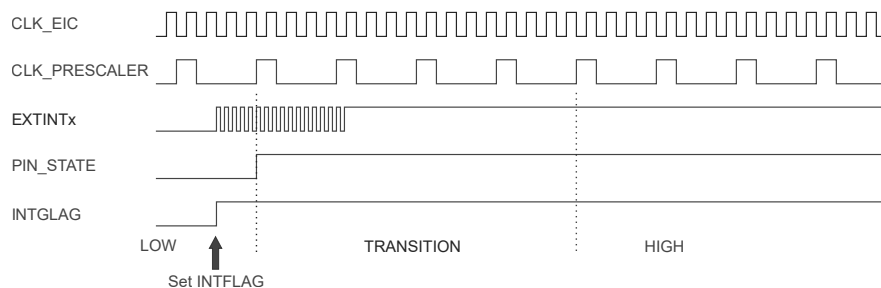 CLK_EIC
CLK_PRESCALER
EXTINTx
PIN_STATE
INTGLAG
LOW TRANSITION HIGH
Set INTFLAG